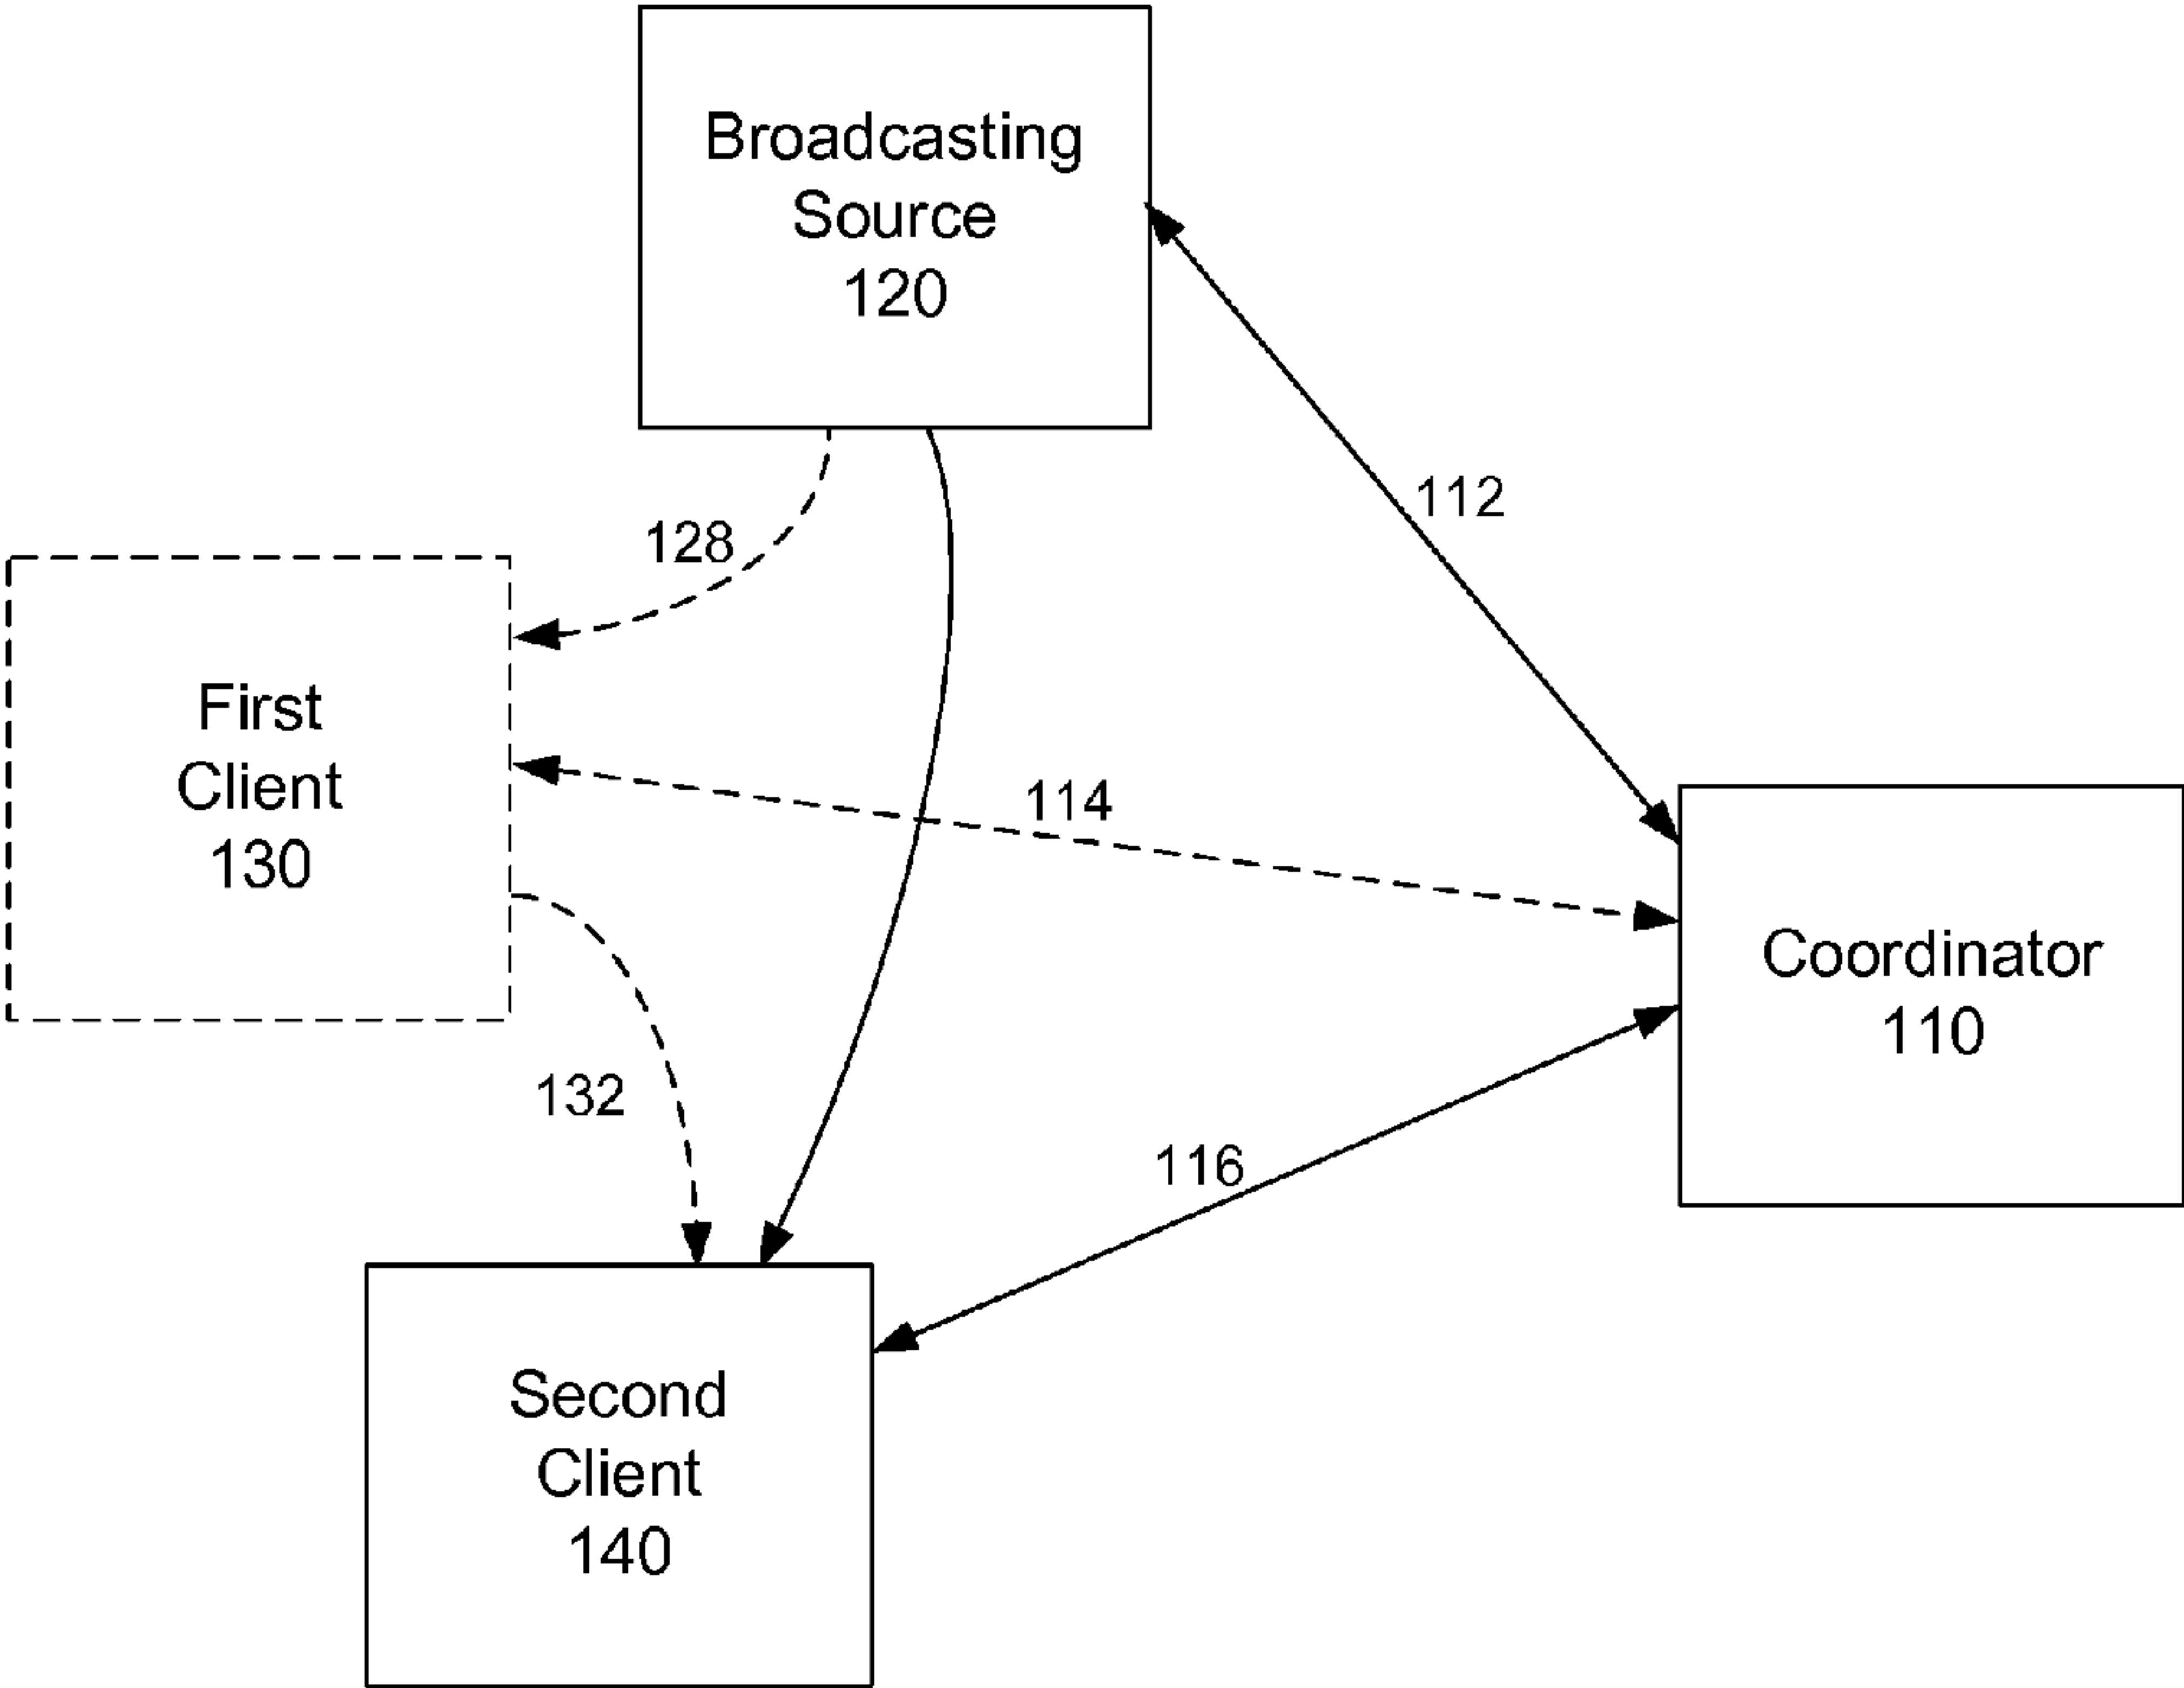 Broadcasting
Source
120
112
128
First
Client
130
114
Coordinator
110
132
116
Second
Client
140